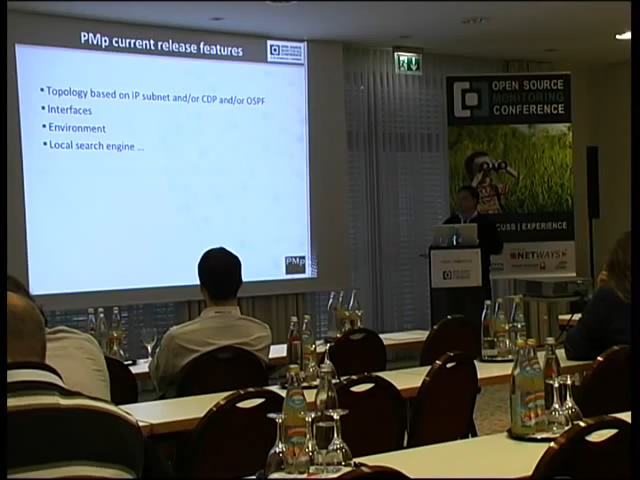 PMp current release features
• Topology based on IP subnet and/or CDP and/or OSPF
• Interfaces
• Environment
• Local search engine ...
PMp
OPEN SOURCE
MONITORING
CONFERENCE
CUSS | EXPERIENCE
NETWAYS